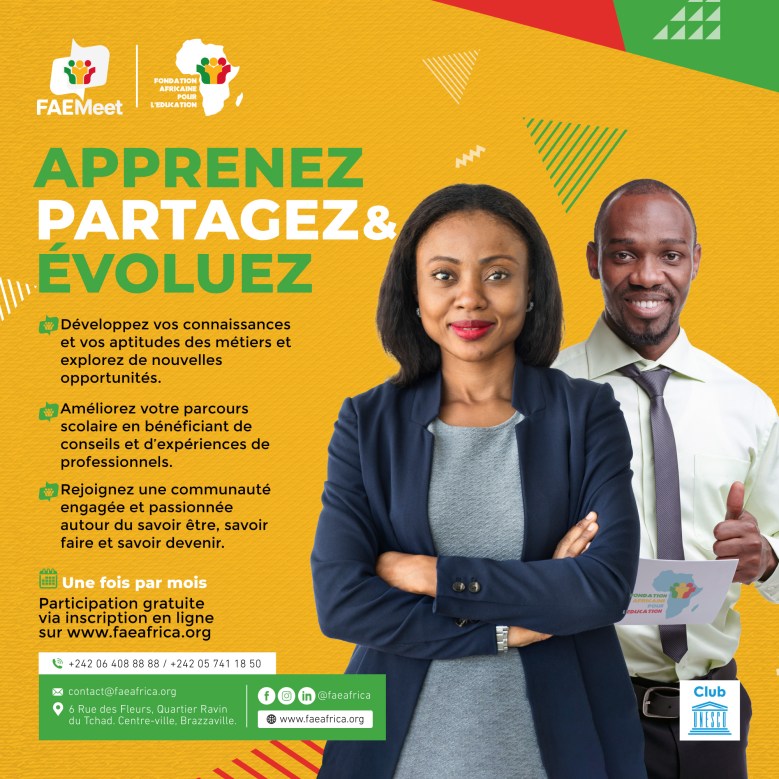 FAEMeet
FONDATION
AFRICAINE
POUR
L'EDUCATION
APPRENEZ
PARTAGEZ&
ÉVOLUEZ
Développez vos connaissances
et vos aptitudes des métiers et
explorez de nouvelles
opportunités.
Améliorez votre parcours
scolaire en bénéficiant de
conseils et d'expériences de
professionnels.
Rejoignez une communauté
engagée et passionnée
autour du savoir être, savoir
faire et savoir devenir.
Une fois par mois
Participation gratuite
via inscription en ligne
sur www.faeafrica.org
+242 06 408 88 88 / +242 05 741 18 50
contact@faeafrica.org
6 Rue des Fleurs, Quartier Ravin
du Tchad. Centre-ville, Brazzaville.
@faeafrica
www.faeafrica.org
FONDATION
AFRICAINE
POUR
L'EDUCATION
Club
UNESCO